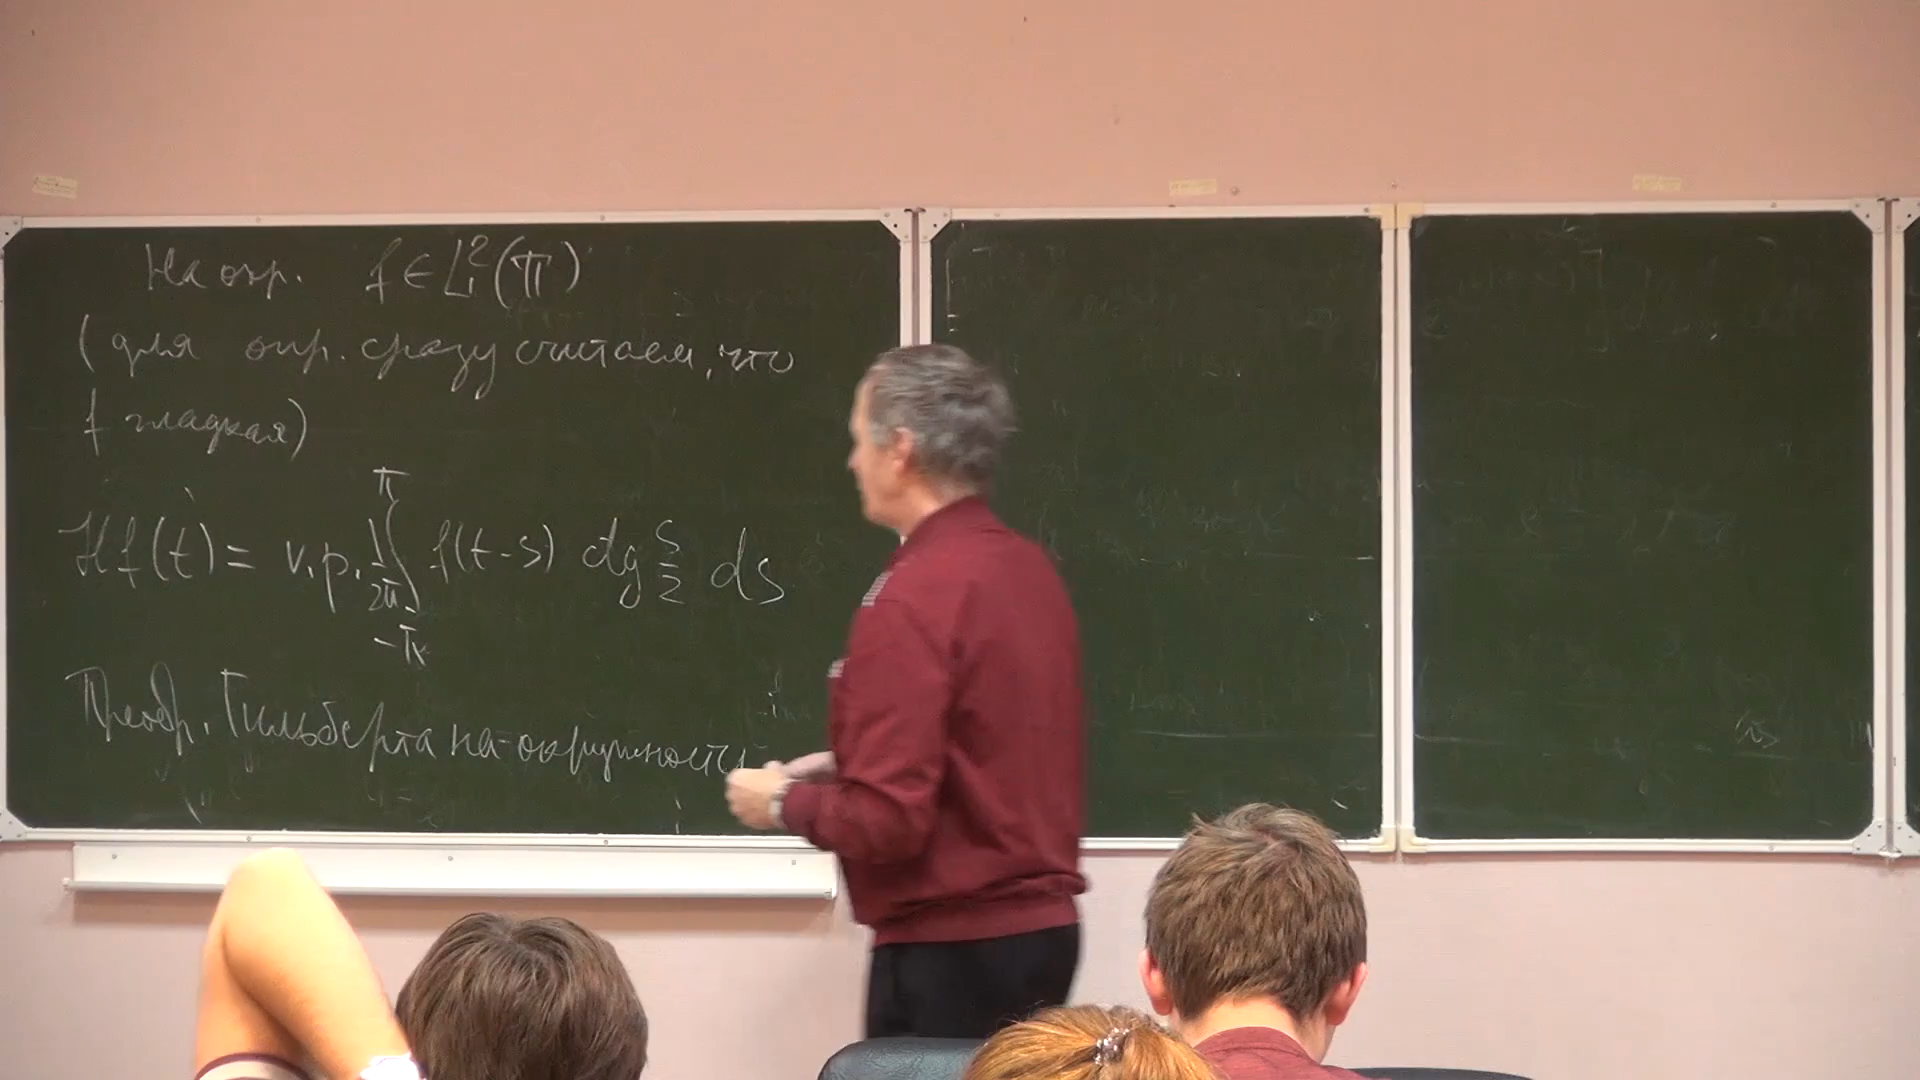 На окр. f ∈ L²(𝕋)
(для опр. сразу считаем, что
f гладкая)
Hf(t) = v.p. 1/2π ∫_{-π}^{π} f(t-s) ctg s/2 ds
Преобр. Гильберта на окружности